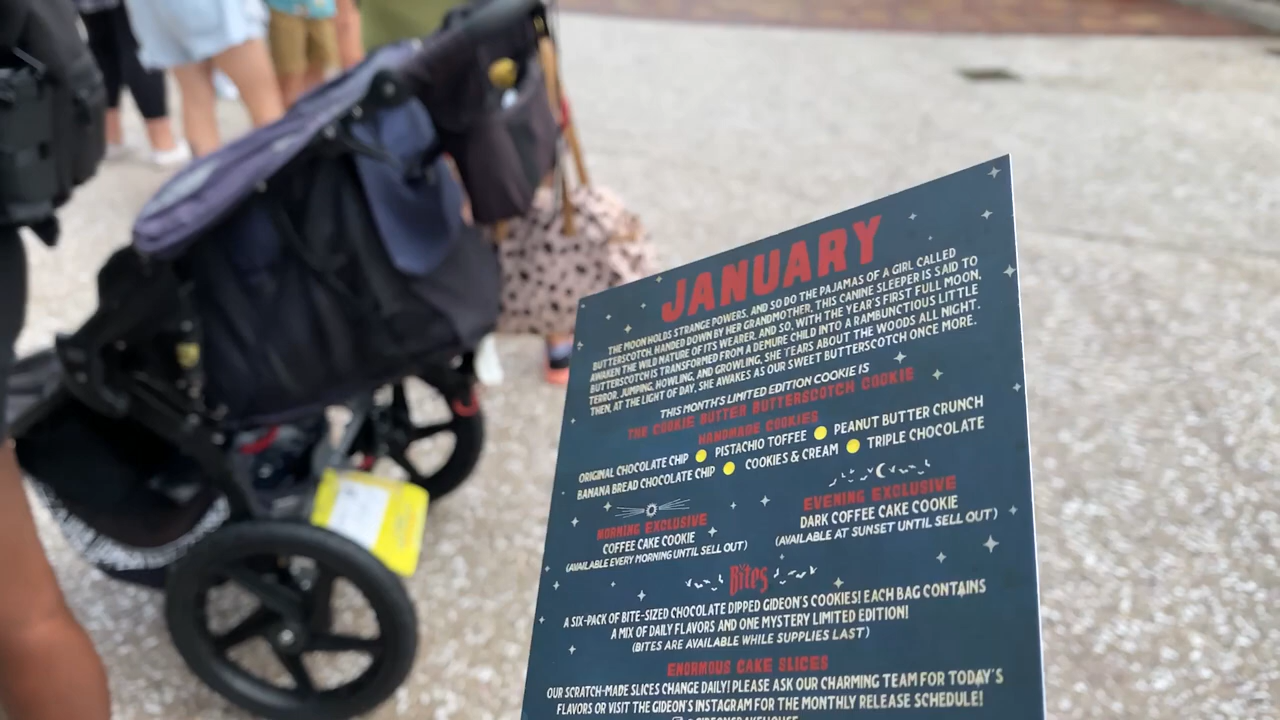 JANUARY
THE MOON HOLDS STRANGE POWERS, AND SO DO THE PAJAMAS OF A GIRL CALLED
BUTTERSCOTCH. HANDED DOWN BY HER GRANDMOTHER, THIS CANINE SLEEPER IS SAID TO
AWAKEN THE WILD NATURE OF ITS WEARER. AND SO, WITH THE YEAR'S FIRST FULL MOON,
BUTTERSCOTCH IS TRANSFORMED FROM A DEMURE CHILD INTO A RAMBUNCTIOUS LITTLE
TERROR. JUMPING, HOWLING, AND GROWLING, SHE TEARS ABOUT THE WOODS ALL NIGHT.
THEN, AT THE LIGHT OF DAY, SHE AWAKES AS OUR SWEET BUTTERSCOTCH ONCE MORE.
THIS MONTH'S LIMITED EDITION COOKIE IS
THE COOKIE BUTTER BUTTERSCOTCH COOKIE
HANDMADE COOKIES
ORIGINAL CHOCOLATE CHIP PISTACHIO TOFFEE PEANUT BUTTER CRUNCH
BANANA BREAD CHOCOLATE CHIP COOKIES & CREAM TRIPLE CHOCOLATE
MORNING EXCLUSIVE
COFFEE CAKE COOKIE
(AVAILABLE EVERY MORNING UNTIL SELL OUT)
EVENING EXCLUSIVE
DARK COFFEE CAKE COOKIE
(AVAILABLE AT SUNSET UNTIL SELL OUT)
Bites
A SIX-PACK OF BITE-SIZED CHOCOLATE DIPPED GIDEON'S COOKIES! EACH BAG CONTAINS
A MIX OF DAILY FLAVORS AND ONE MYSTERY LIMITED EDITION!
(BITES ARE AVAILABLE WHILE SUPPLIES LAST)
ENORMOUS CAKE SLICES
OUR SCRATCH-MADE SLICES CHANGE DAILY! PLEASE ASK OUR CHARMING TEAM FOR TODAY'S
FLAVORS OR VISIT THE GIDEON'S INSTAGRAM FOR THE MONTHLY RELEASE SCHEDULE!